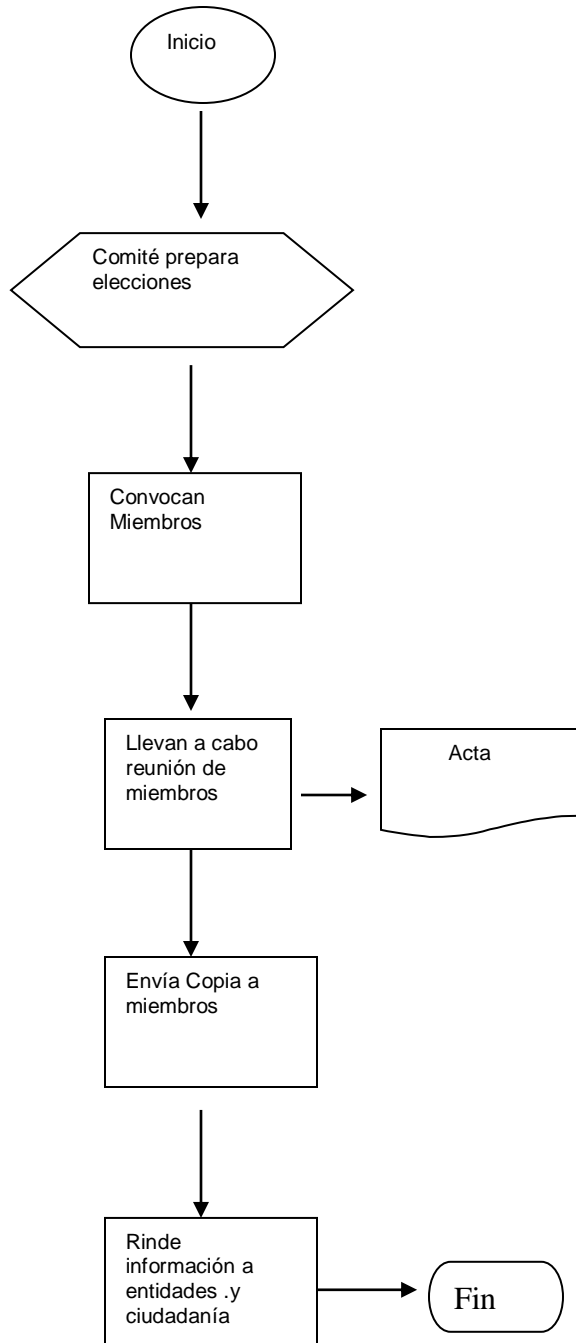 Inicio
Comité prepara
elecciones
Convocan
Miembros
Llevan a cabo
reunión de
miembros
Acta
Envía Copia a
miembros
Rinde
información a
entidades .y
ciudadanía
Fin